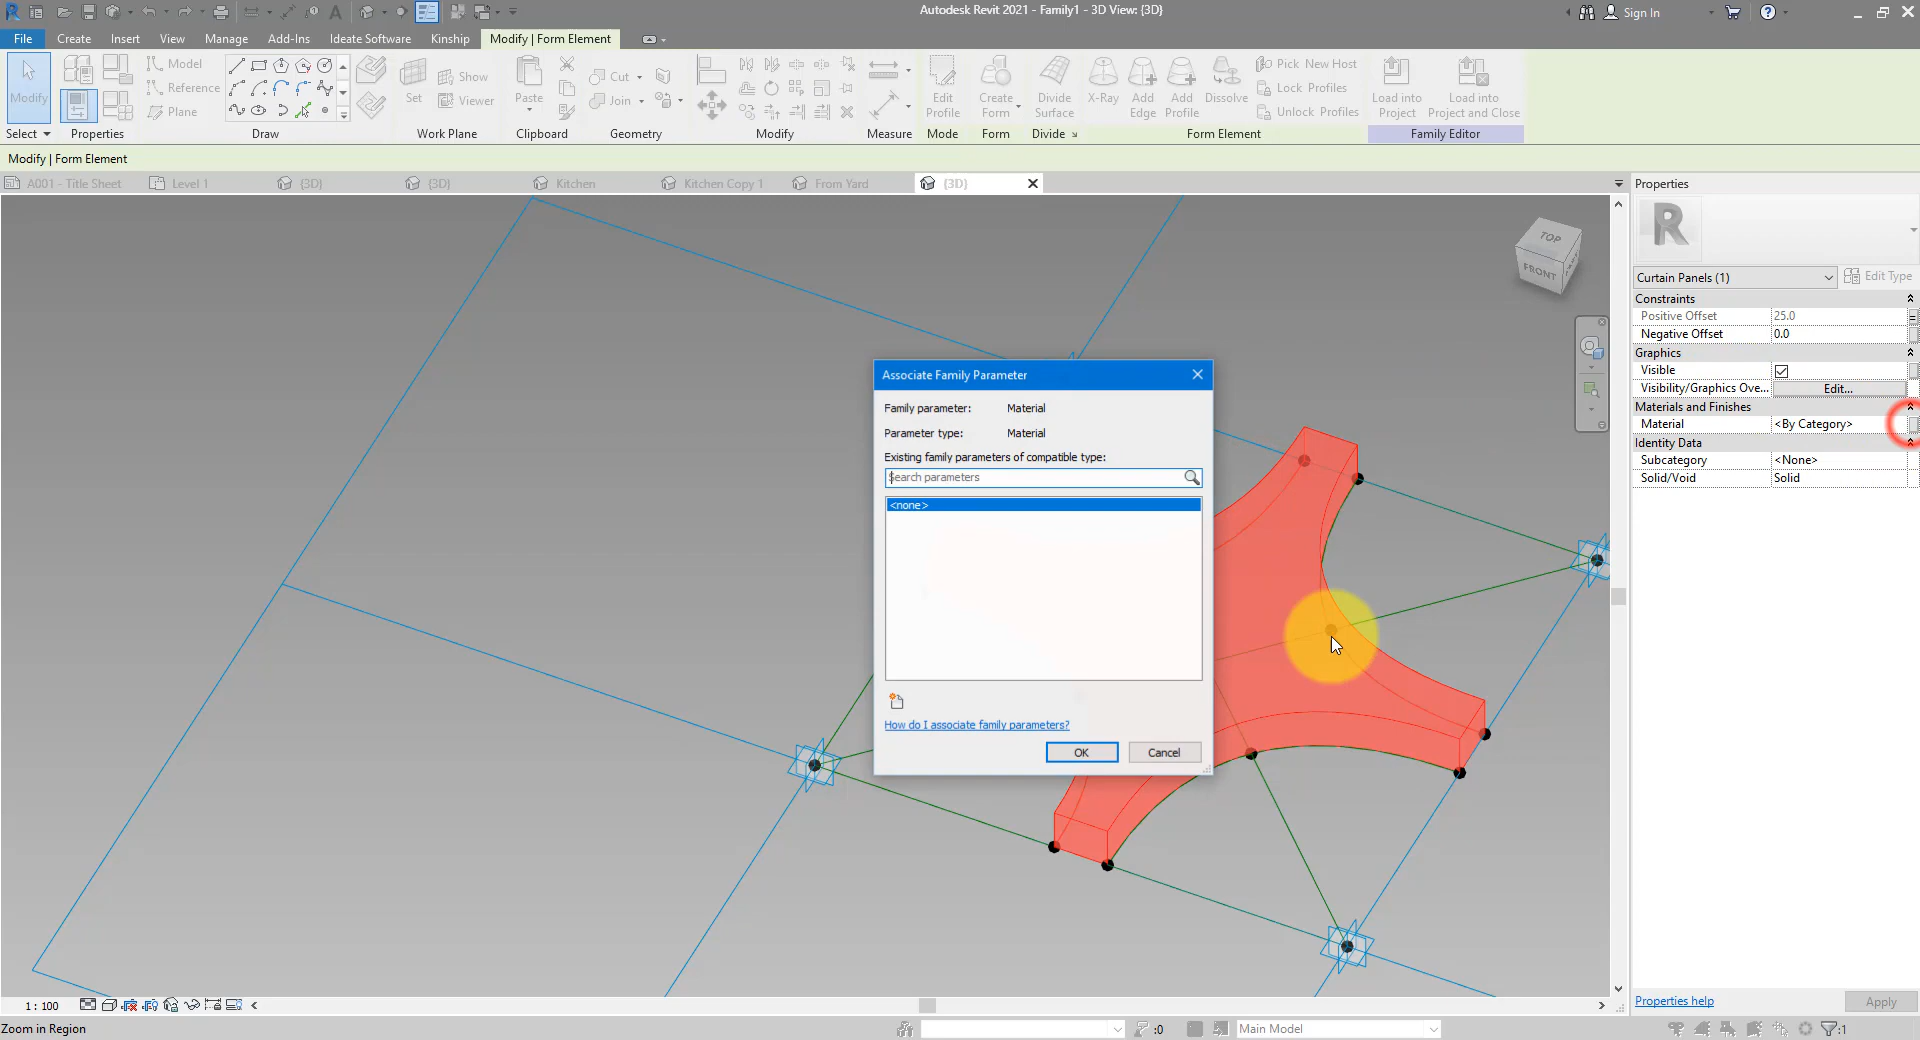 Autodesk Revit 2021 - Family1 - 3D View: {3D}
Sign In
File
Create
Insert
View
Manage
Add-Ins
Ideate Software
Kinship
Modify | Form Element
Modify
Model
Reference
Plane
Set
Show
Viewer
Paste
Cut
Join
Edit Profile
Create Form
Divide Surface
X-Ray
Add Edge
Add Profile
Dissolve
Pick New Host
Lock Profiles
Unlock Profiles
Load into Project
Load into Project and Close
Select
Properties
Draw
Work Plane
Clipboard
Geometry
Modify
Measure
Mode
Form
Divide
Form Element
Family Editor
Modify | Form Element
A001 - Title Sheet
Level 1
{3D}
{3D}
Kitchen
Kitchen Copy 1
From Yard
{3D}
TOP
FRONT
Associate Family Parameter
Family parameter: Material
Parameter type: Material
Existing family parameters of compatible type:
Search parameters
<none>
How do I associate family parameters?
OK
Cancel
Properties
R
Curtain Panels (1)
Edit Type
Constraints
Positive Offset 25.0
Negative Offset 0.0
Graphics
Visible
Visibility/Graphics Ove... Edit...
Materials and Finishes
Material <By Category>
Identity Data
Subcategory <None>
Solid/Void Solid
Properties help
Apply
1 : 100
Zoom in Region
:0
Main Model
:1